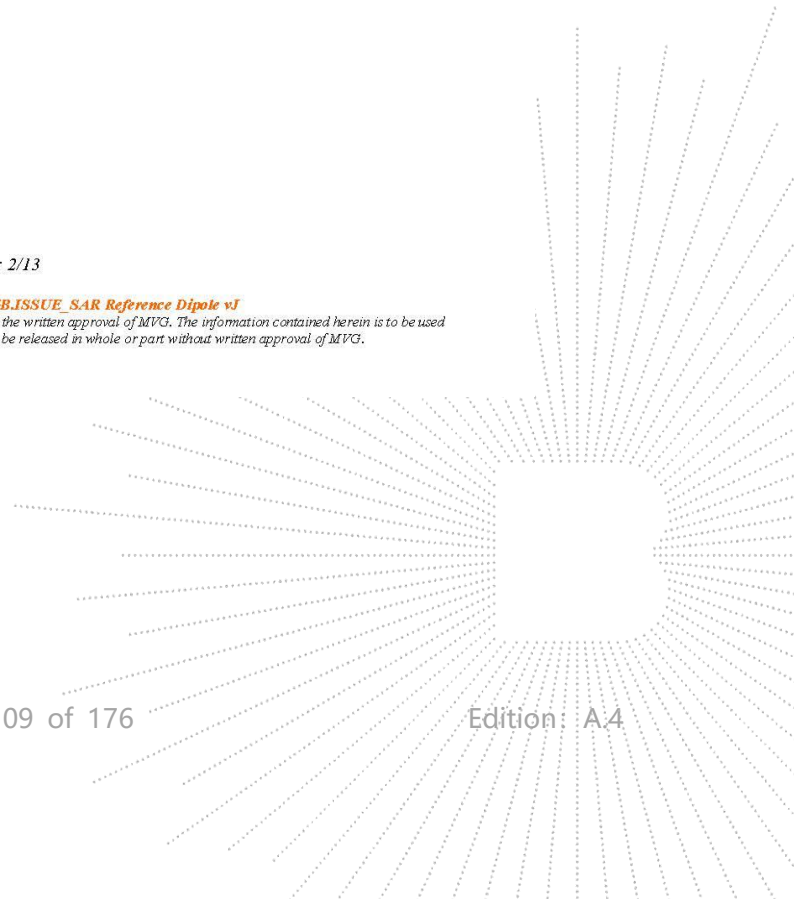 : 2/13
B.ISSUE_SAR Reference Dipole vJ
the written approval of MVG. The information contained herein is to be used
be released in whole or part without written approval of MVG.
09 of 176 Edition: A.4